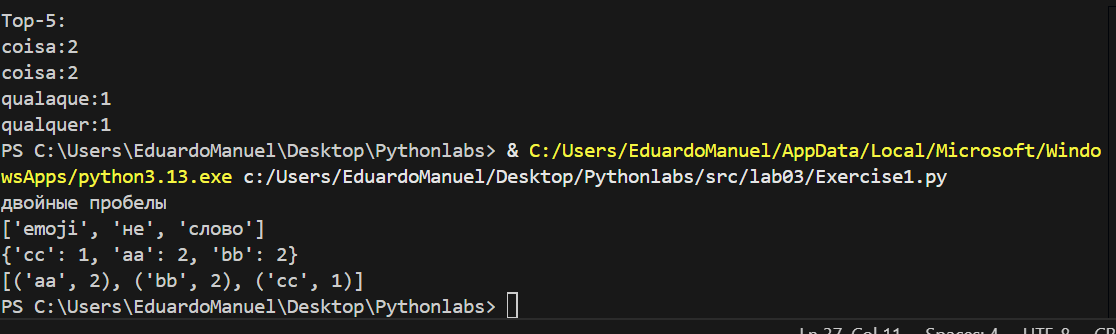 Top-5:
coisa:2
coisa:2
qualaque:1
qualquer:1
PS C:\Users\EduardoManuel\Desktop\Pythonlabs> & C:/Users/EduardoManuel/AppData/Local/Microsoft/Windo
wsApps/python3.13.exe c:/Users/EduardoManuel/Desktop/Pythonlabs/src/lab03/Exercise1.py
двойные пробелы
['emoji', 'не', 'слово']
{'cc': 1, 'aa': 2, 'bb': 2}
[('aa', 2), ('bb', 2), ('cc', 1)]
PS C:\Users\EduardoManuel\Desktop\Pythonlabs>
Ln 37, Col 11 Spaces: 4 UTF-8